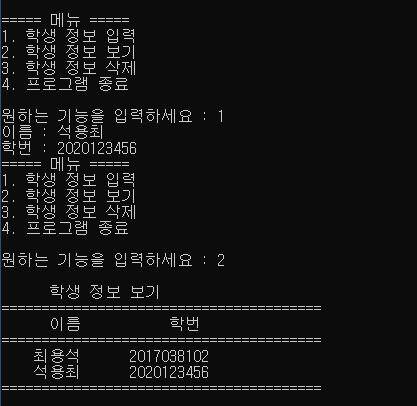 ===== 메뉴 =====
1. 학생 정보 입력
2. 학생 정보 보기
3. 학생 정보 삭제
4. 프로그램 종료
원하는 기능을 입력하세요 : 1
이름 : 석용최
학번 : 2020123456
===== 메뉴 =====
1. 학생 정보 입력
2. 학생 정보 보기
3. 학생 정보 삭제
4. 프로그램 종료
원하는 기능을 입력하세요 : 2
학생 정보 보기
========================================
이름 학번
========================================
최용석 2017038102
석용최 2020123456
========================================